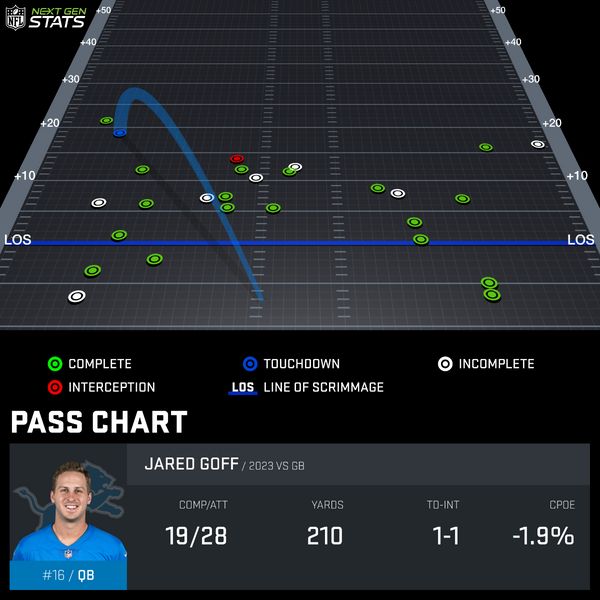 NFL NEXT GEN STATS
+50 +50
+40 +40
+30 +30
+20 +20
+10 +10
LOS LOS
COMPLETE TOUCHDOWN INCOMPLETE
INTERCEPTION LOS LINE OF SCRIMMAGE
PASS CHART
JARED GOFF / 2023 VS GB
COMP/ATT YARDS TD-INT CPOE
19/28 210 1-1 -1.9%
#16 / QB